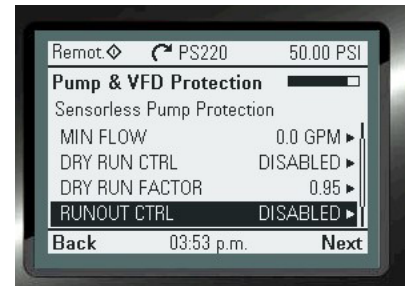 Remot. PS220 50.00 PSI
Pump & VFD Protection
Sensorless Pump Protection
MIN FLOW 0.0 GPM
DRY RUN CTRL DISABLED
DRY RUN FACTOR 0.95
RUNOUT CTRL DISABLED
Back 03:53 p.m. Next